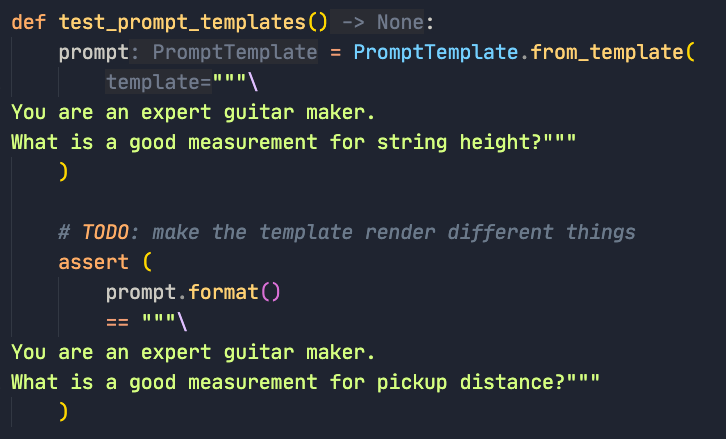 def test_prompt_templates() -> None:
    prompt: PromptTemplate = PromptTemplate.from_template(
        template="""\
You are an expert guitar maker.
What is a good measurement for string height?"""
    )

    # TODO: make the template render different things
    assert (
        prompt.format()
        == """\
You are an expert guitar maker.
What is a good measurement for pickup distance?"""
    )